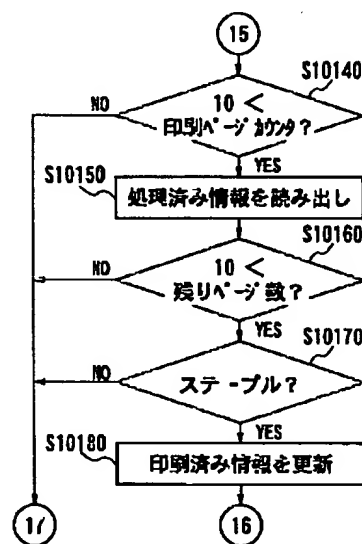 15
S10140
NO
10 <
印刷ページカウンタ?
YES
S10150
処理済み情報を読み出し
S10160
NO
10 <
残りページ数?
YES
S10170
NO
ステープル?
YES
S10180
印刷済み情報を更新
17
16